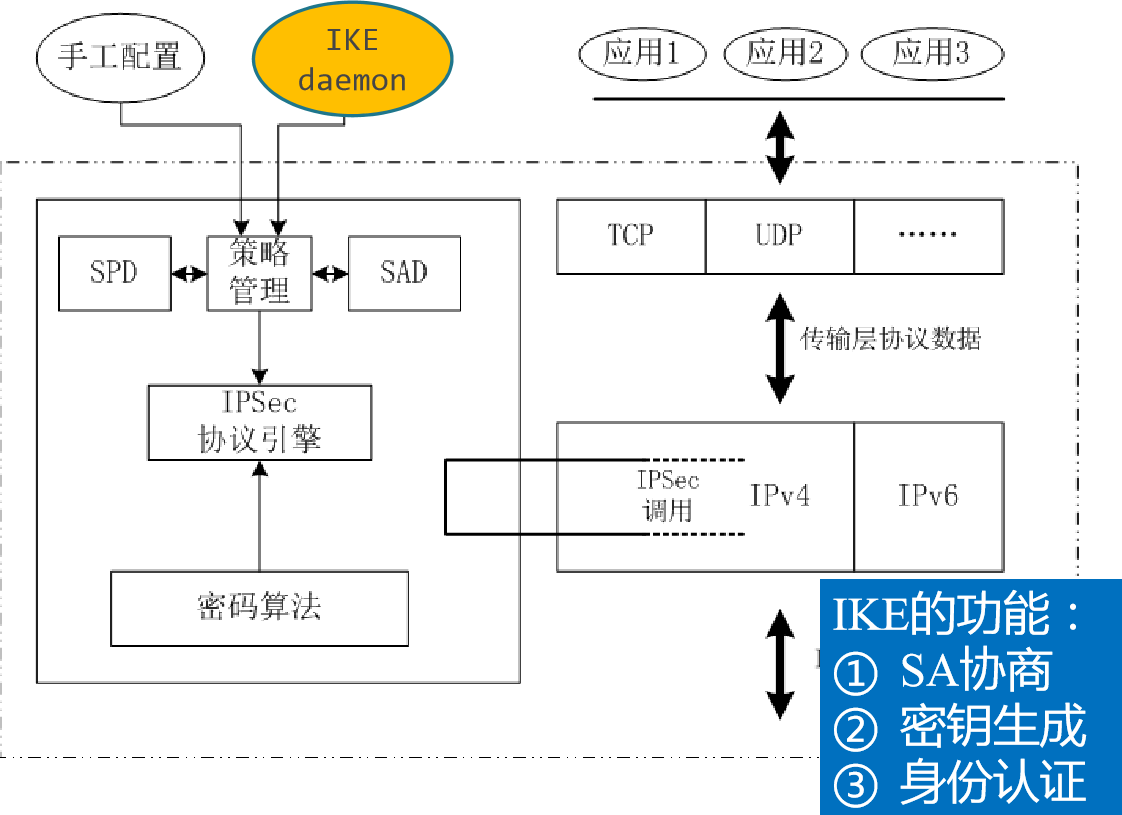 手工配置
IKE
daemon
应用1
应用2
应用3
SPD
策略
管理
SAD
TCP
UDP
……
传输层协议数据
IPSec
协议引擎
IPSec
调用
IPv4
IPv6
密码算法
IKE的功能：
① SA协商
② 密钥生成
③ 身份认证